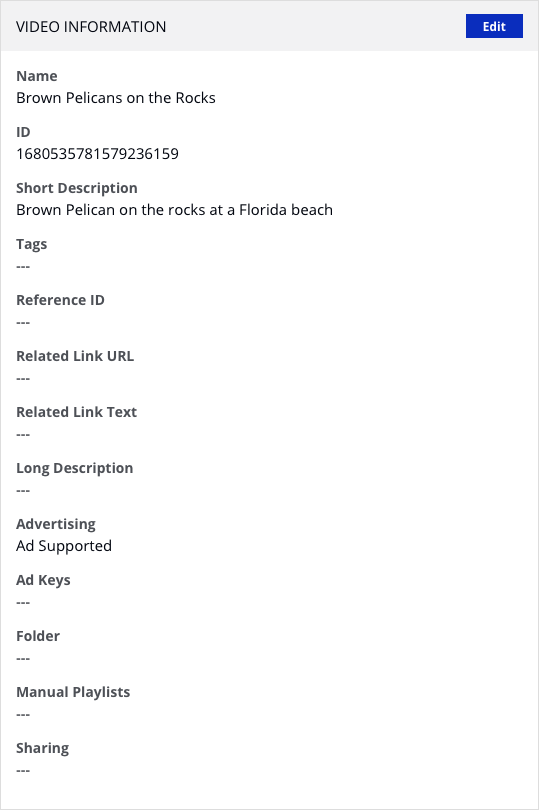 VIDEO INFORMATION
Edit
Name
Brown Pelicans on the Rocks
ID
1680535781579236159
Short Description
Brown Pelican on the rocks at a Florida beach
Tags
---
Reference ID
---
Related Link URL
---
Related Link Text
---
Long Description
---
Advertising
Ad Supported
Ad Keys
---
Folder
---
Manual Playlists
---
Sharing
---